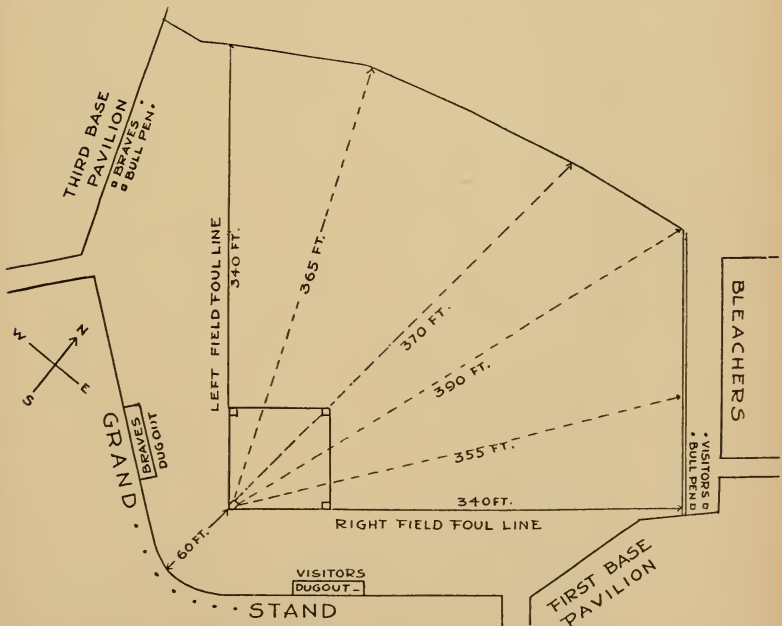 THIRD BASE
PAVILION
BRAVES
BULL PEN
LEFT FIELD FOUL LINE
340 FT.
365 FT.
370 FT.
390 FT.
355 FT.
340 FT.
RIGHT FIELD FOUL LINE
BLEACHERS
VISITORS
BULL PEN
N
W
E
S
BRAVES
DUGOUT
GRAND
60 FT.
VISITORS
DUGOUT
STAND
FIRST BASE
PAVILION